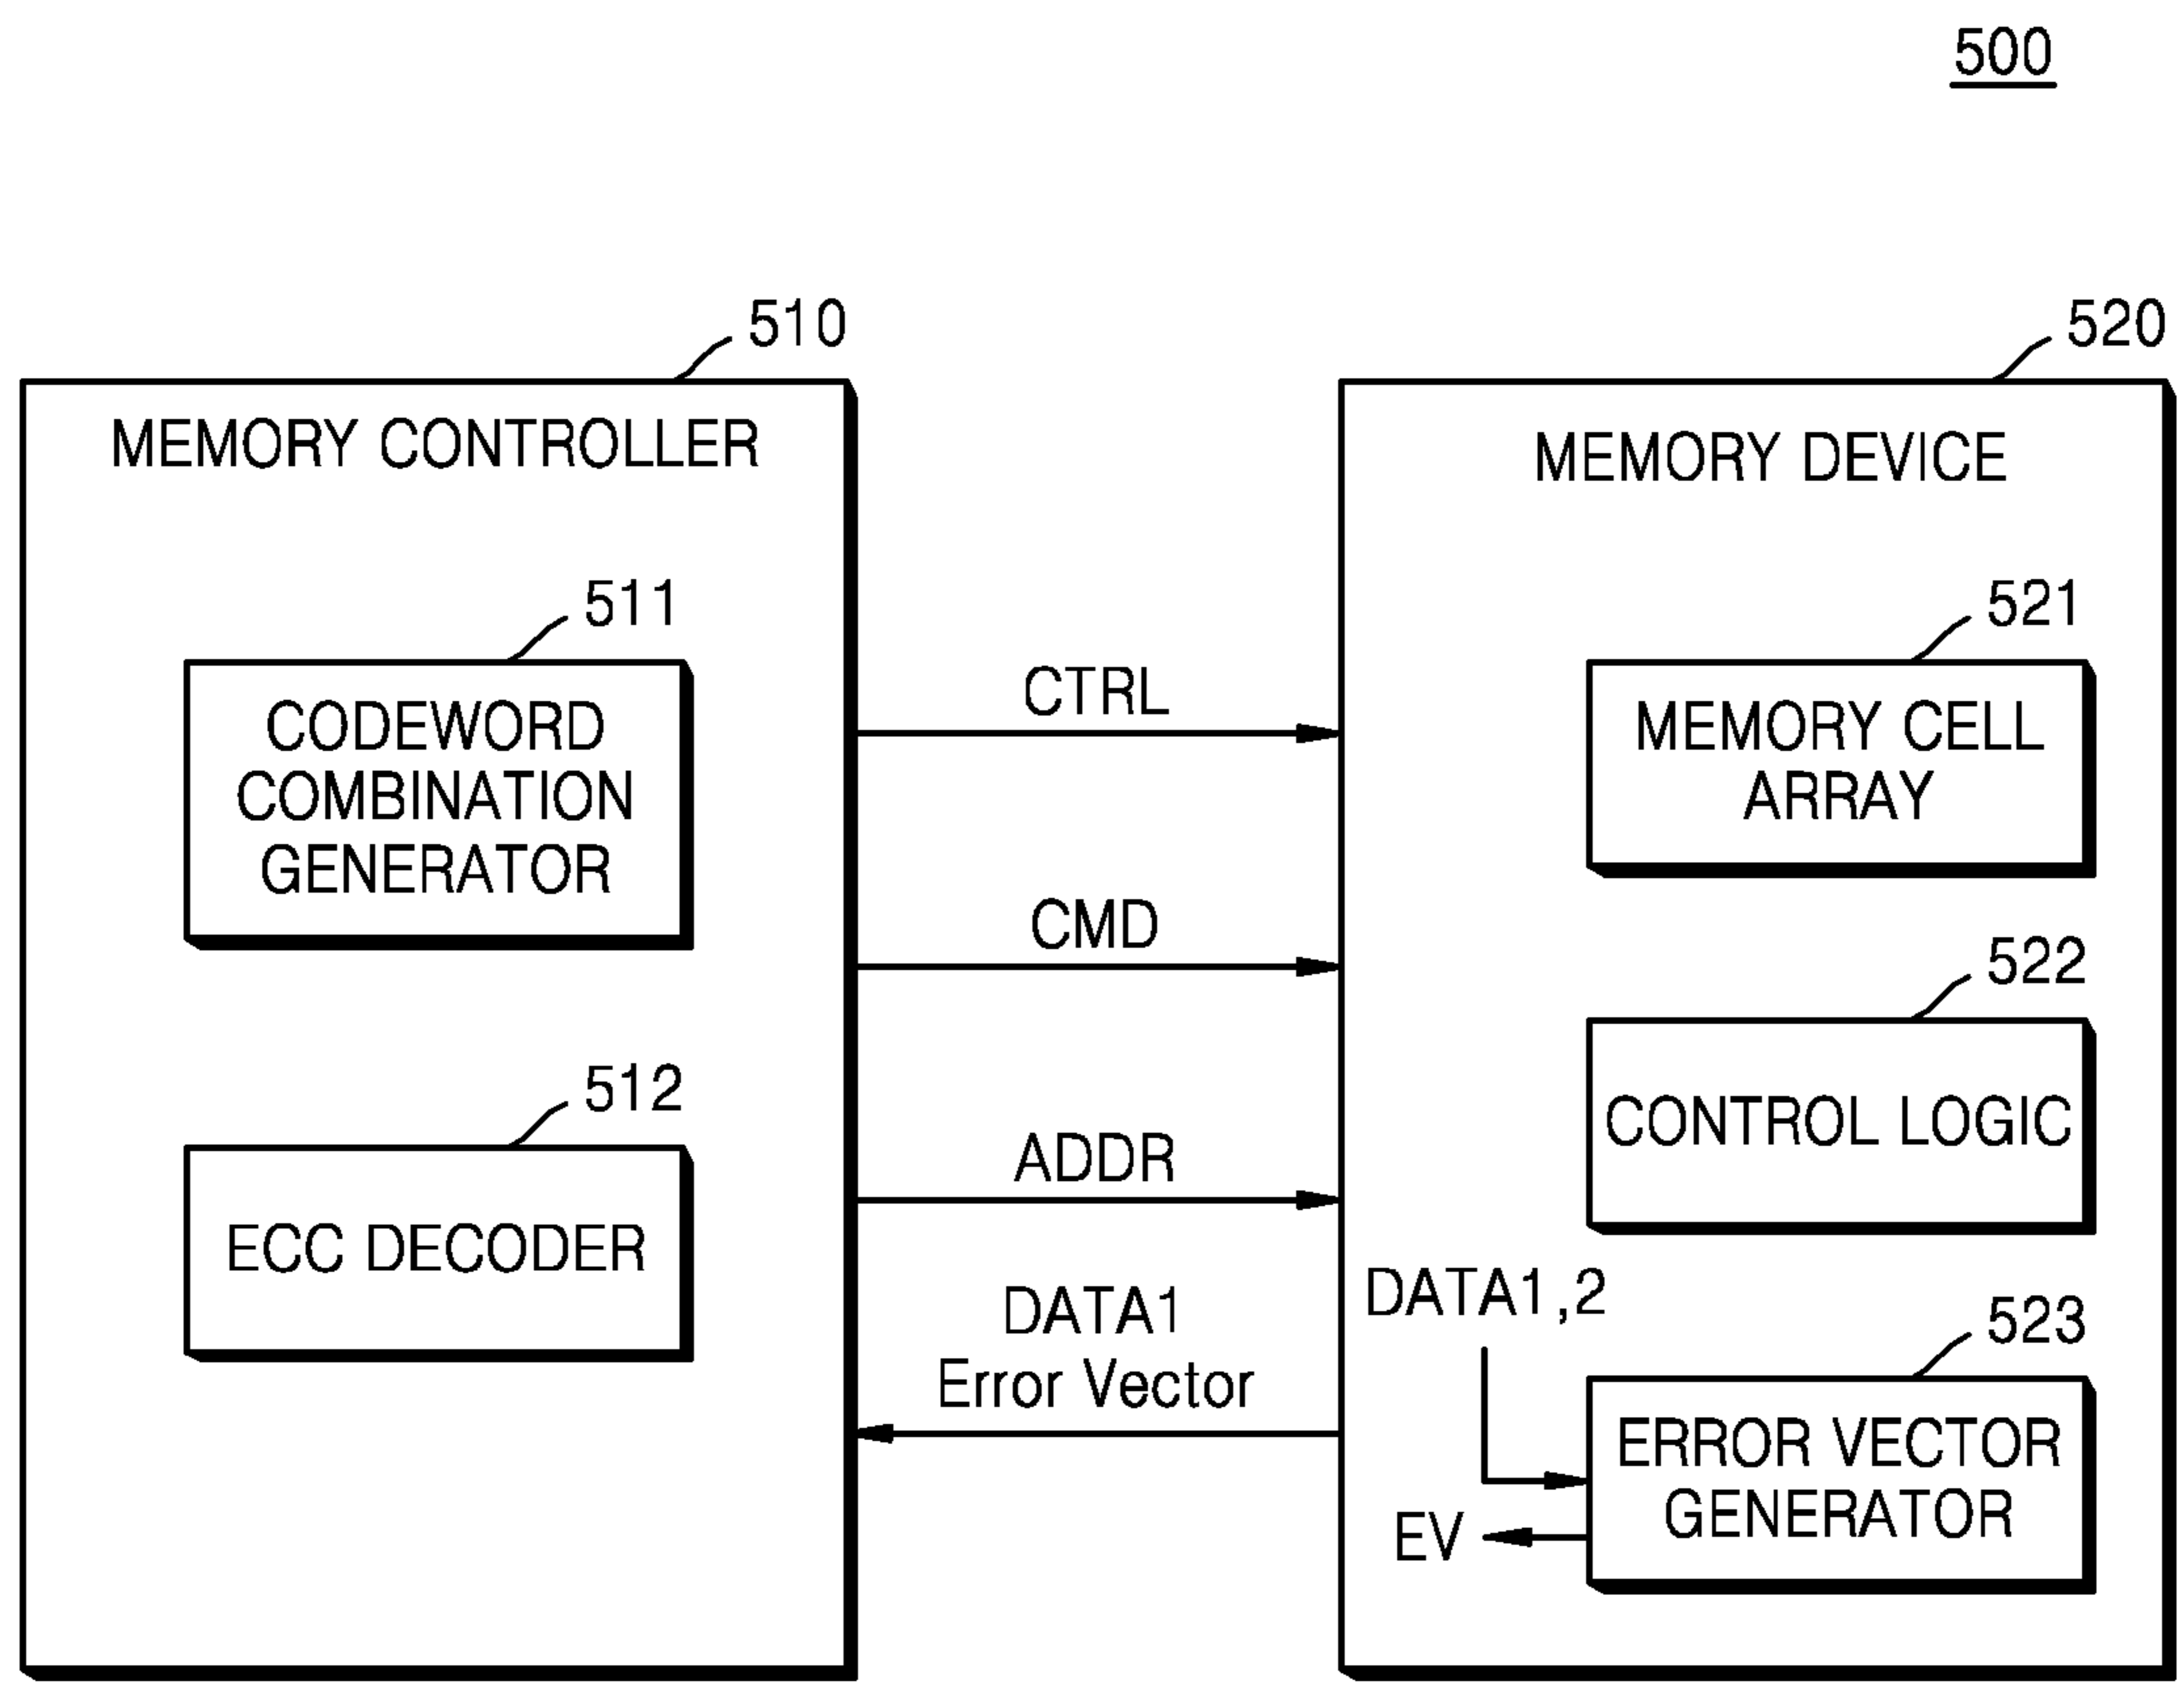 500
510
520
MEMORY CONTROLLER
MEMORY DEVICE
511
CODEWORD
COMBINATION
GENERATOR
512
ECC DECODER
CTRL
CMD
ADDR
DATA1
Error Vector
521
MEMORY CELL
ARRAY
522
CONTROL LOGIC
DATA1,2
523
ERROR VECTOR
GENERATOR
EV